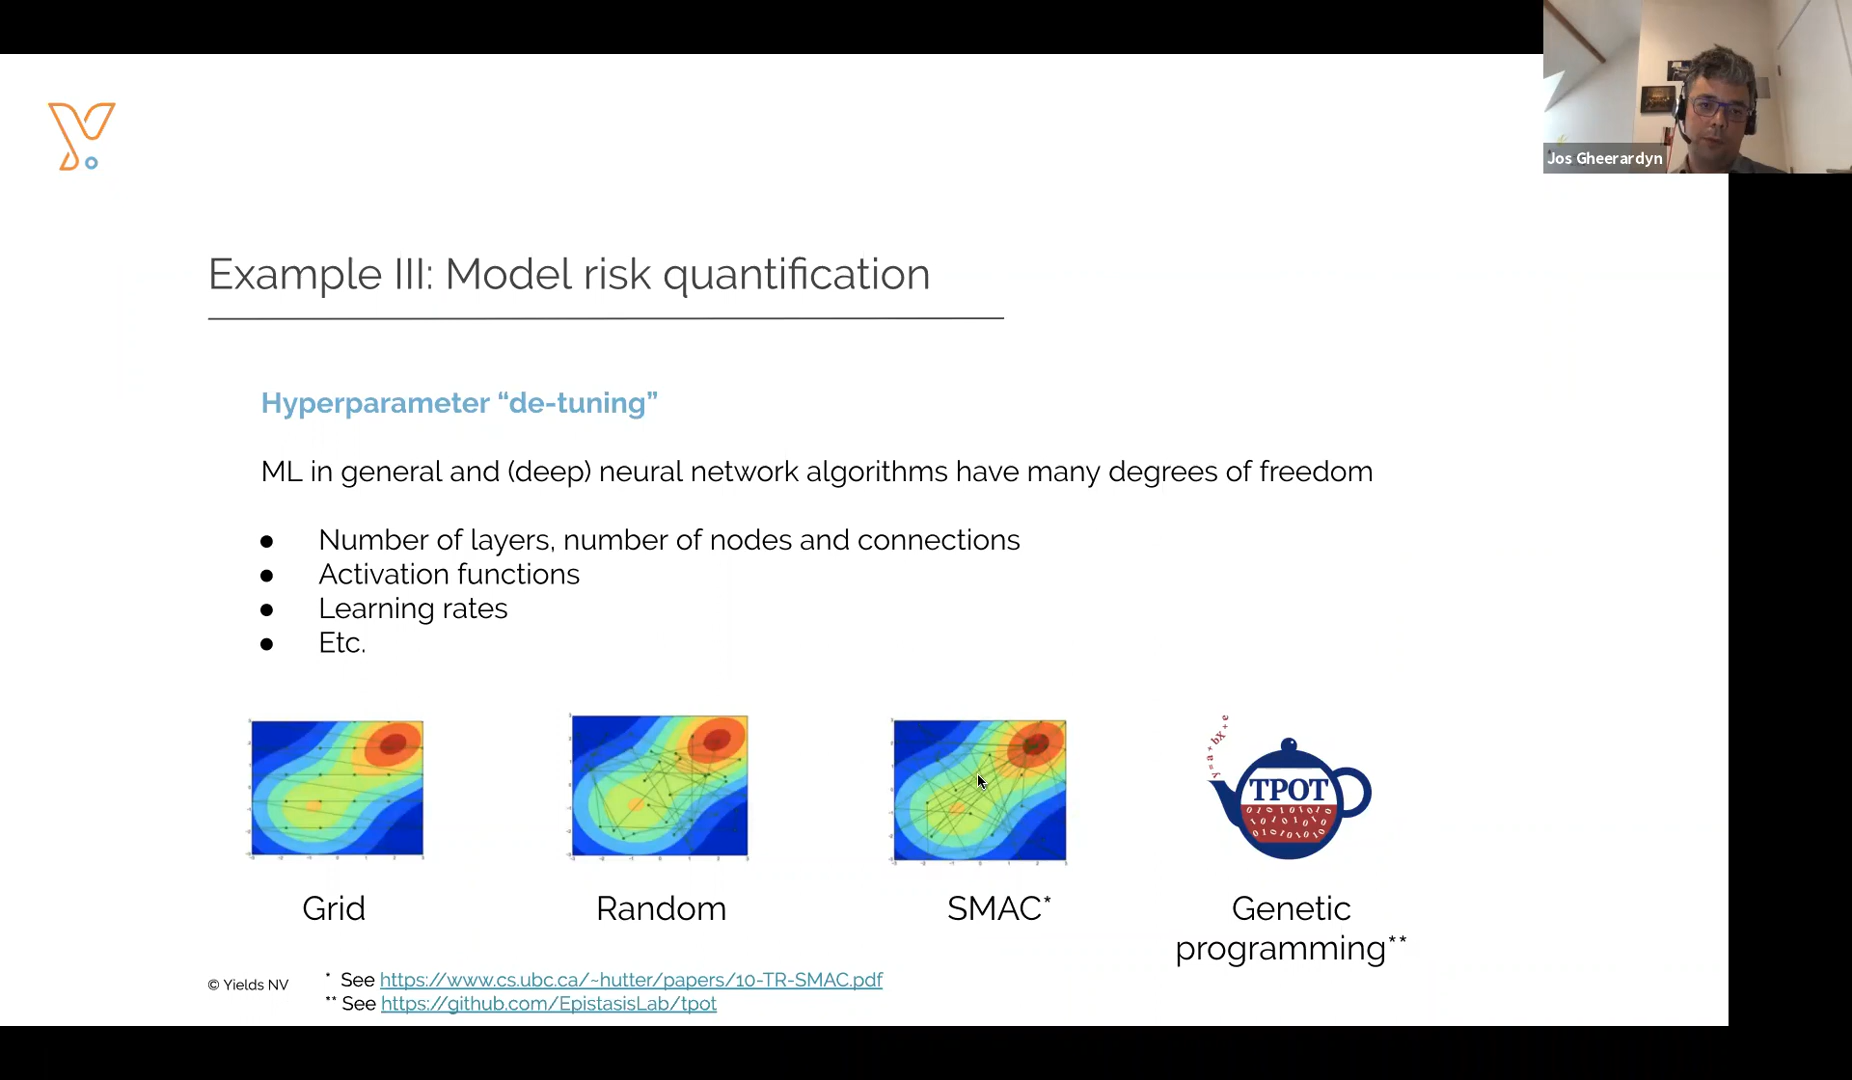 Jos Gheerardyn
Example III: Model risk quantification
Hyperparameter “de-tuning”
ML in general and (deep) neural network algorithms have many degrees of freedom
● Number of layers, number of nodes and connections
● Activation functions
● Learning rates
● Etc.
y = a + bX + e
TPOT
Grid
Random
SMAC*
Genetic
programming**
© Yields NV
* See https://www.cs.ubc.ca/~hutter/papers/10-TR-SMAC.pdf
** See https://github.com/EpistasisLab/tpot